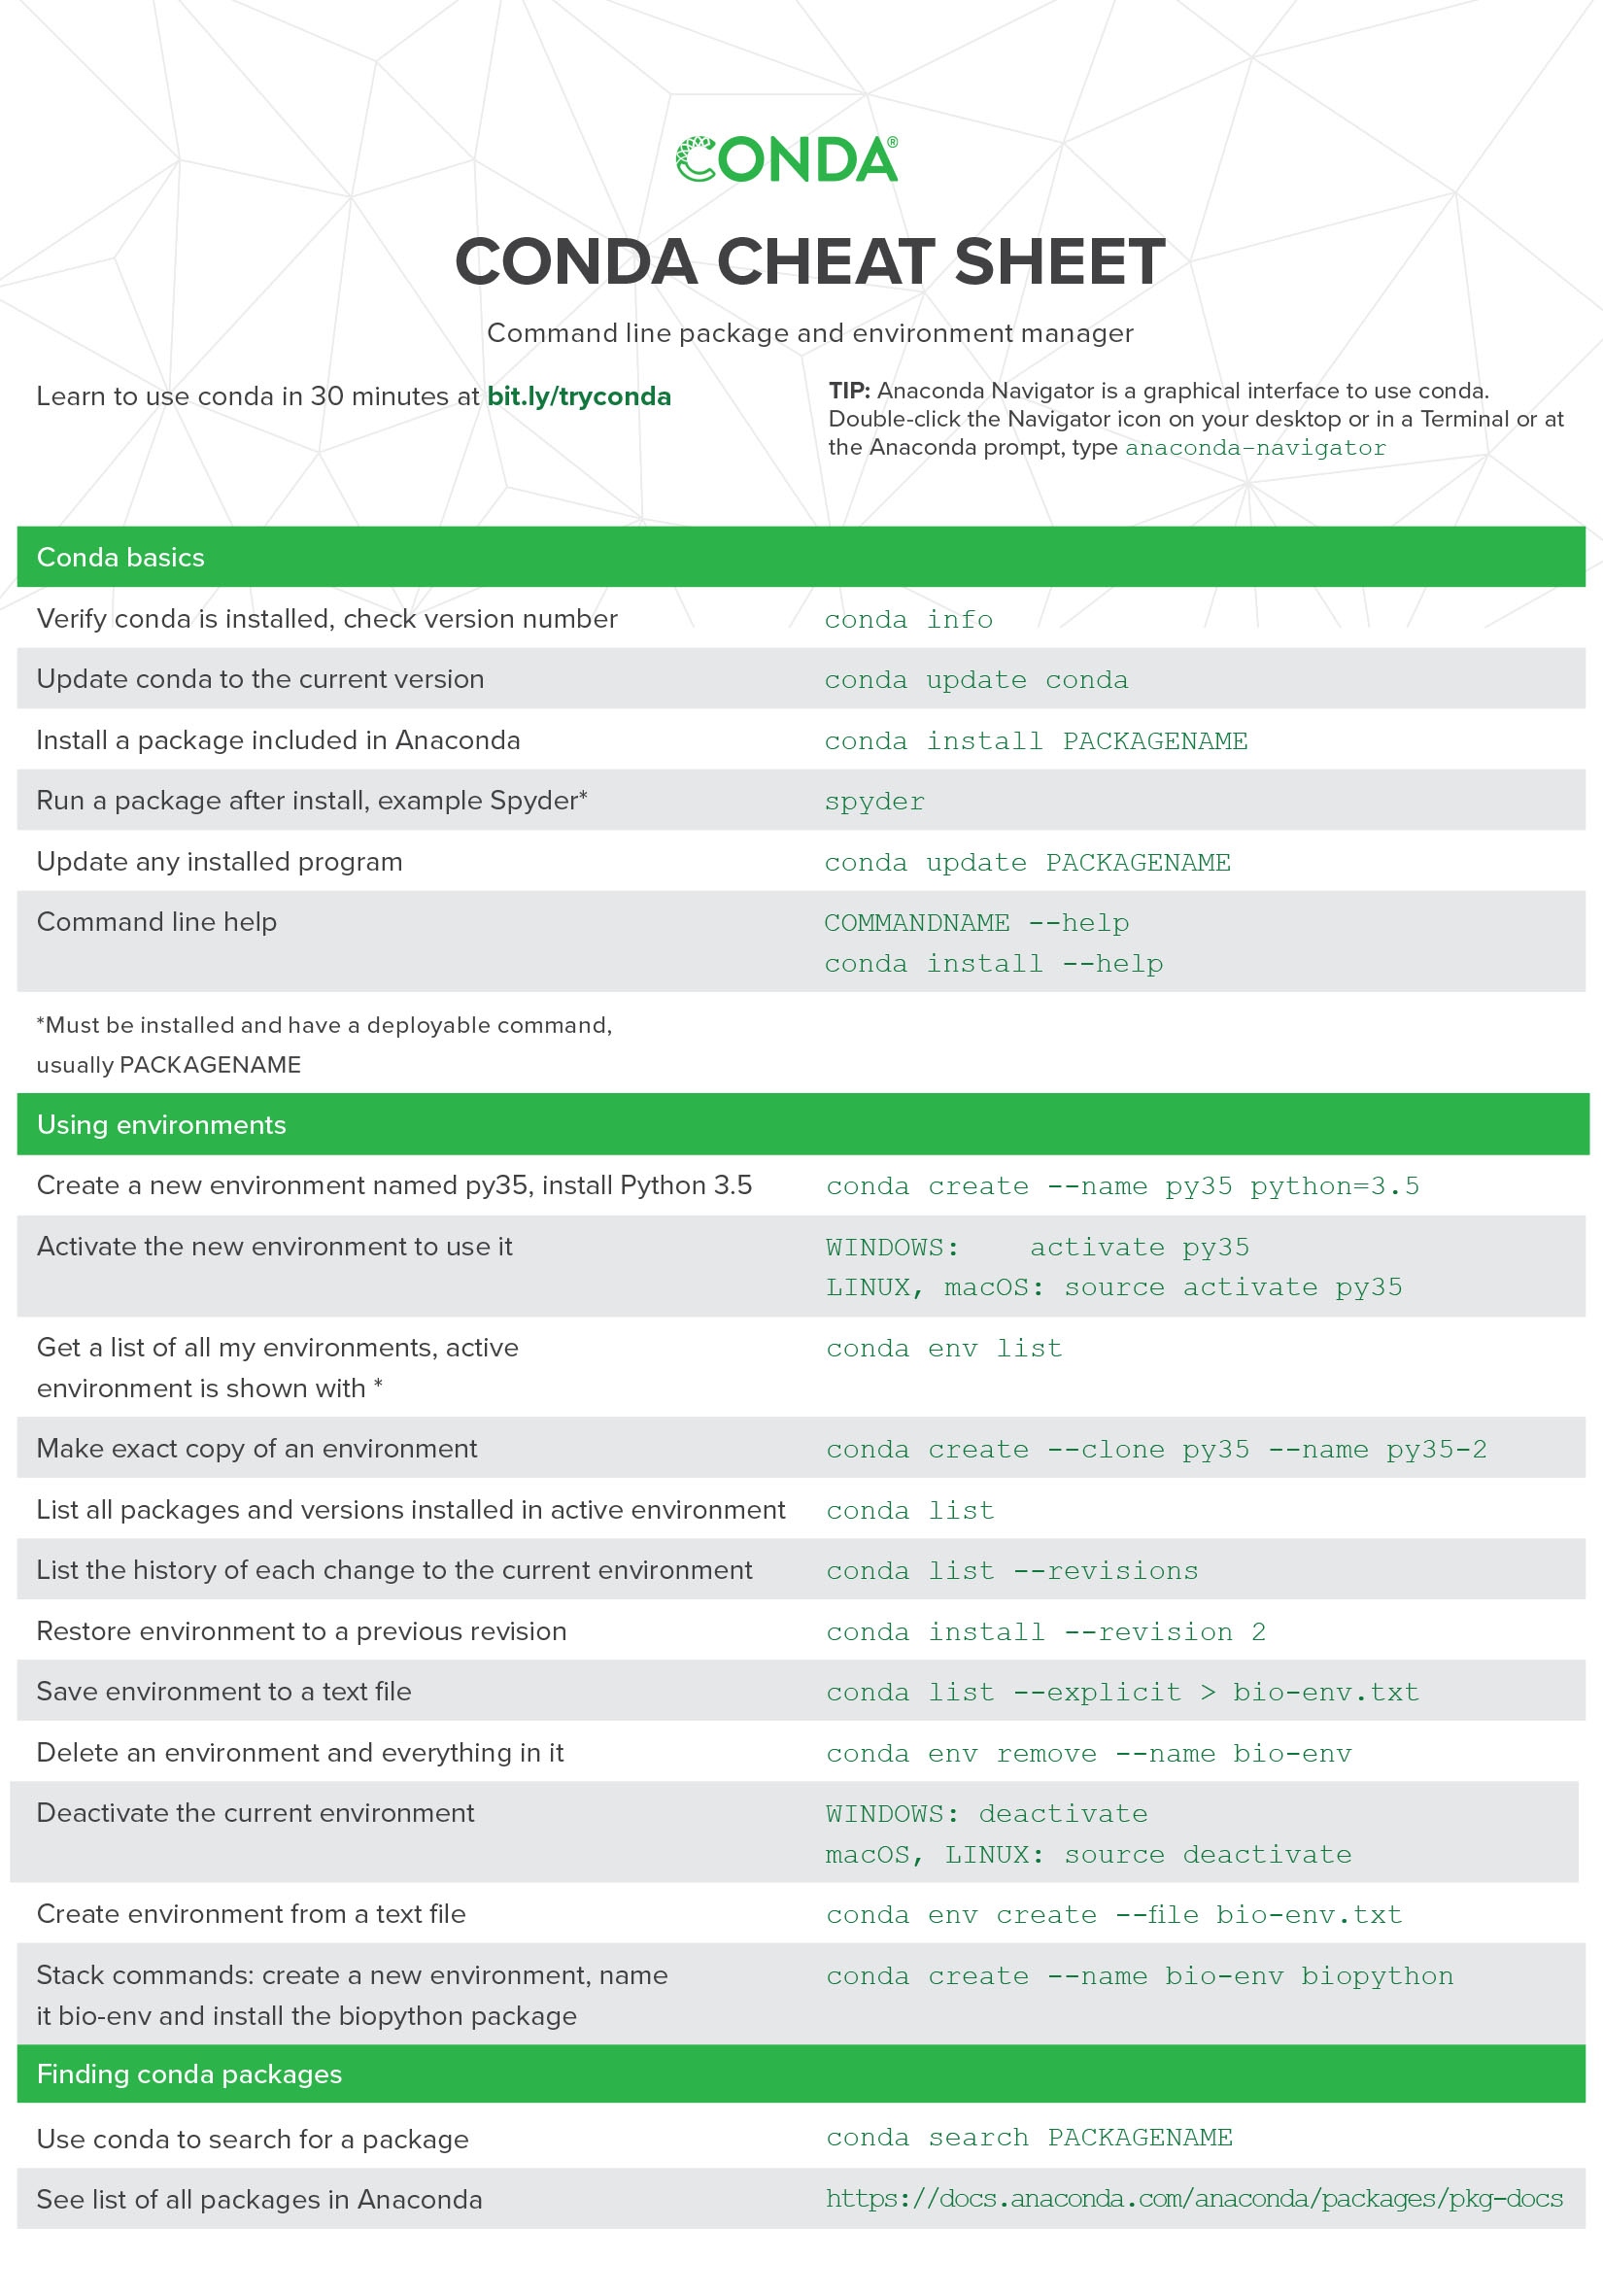 CONDA®
CONDA CHEAT SHEET
Command line package and environment manager
Learn to use conda in 30 minutes at bit.ly/tryconda
TIP: Anaconda Navigator is a graphical interface to use conda.
Double-click the Navigator icon on your desktop or in a Terminal or at
the Anaconda prompt, type anaconda-navigator
Conda basics
Verify conda is installed, check version number conda info
Update conda to the current version conda update conda
Install a package included in Anaconda conda install PACKAGENAME
Run a package after install, example Spyder* spyder
Update any installed program conda update PACKAGENAME
Command line help COMMANDNAME --help
conda install --help
*Must be installed and have a deployable command,
usually PACKAGENAME
Using environments
Create a new environment named py35, install Python 3.5 conda create --name py35 python=3.5
Activate the new environment to use it WINDOWS: activate py35
LINUX, macOS: source activate py35
Get a list of all my environments, active conda env list
environment is shown with *
Make exact copy of an environment conda create --clone py35 --name py35-2
List all packages and versions installed in active environment conda list
List the history of each change to the current environment conda list --revisions
Restore environment to a previous revision conda install --revision 2
Save environment to a text file conda list --explicit > bio-env.txt
Delete an environment and everything in it conda env remove --name bio-env
Deactivate the current environment WINDOWS: deactivate
macOS, LINUX: source deactivate
Create environment from a text file conda env create --file bio-env.txt
Stack commands: create a new environment, name conda create --name bio-env biopython
it bio-env and install the biopython package
Finding conda packages
Use conda to search for a package conda search PACKAGENAME
See list of all packages in Anaconda https://docs.anaconda.com/anaconda/packages/pkg-docs